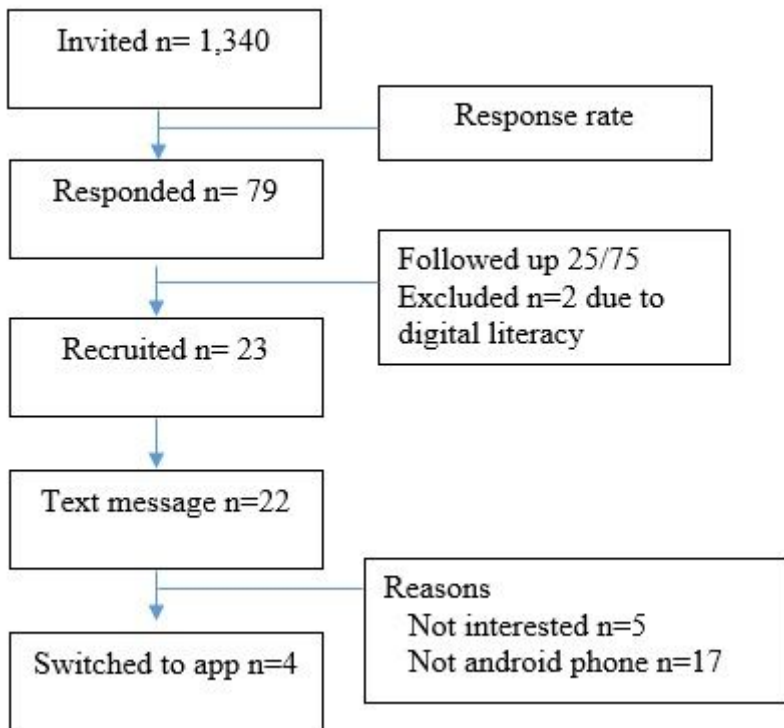 Invited n= 1,340
Response rate
Responded n= 79
Followed up 25/75
Excluded n=2 due to
digital literacy
Recruited n= 23
Text message n=22
Reasons
Not interested n=5
Not android phone n=17
Switched to app n=4